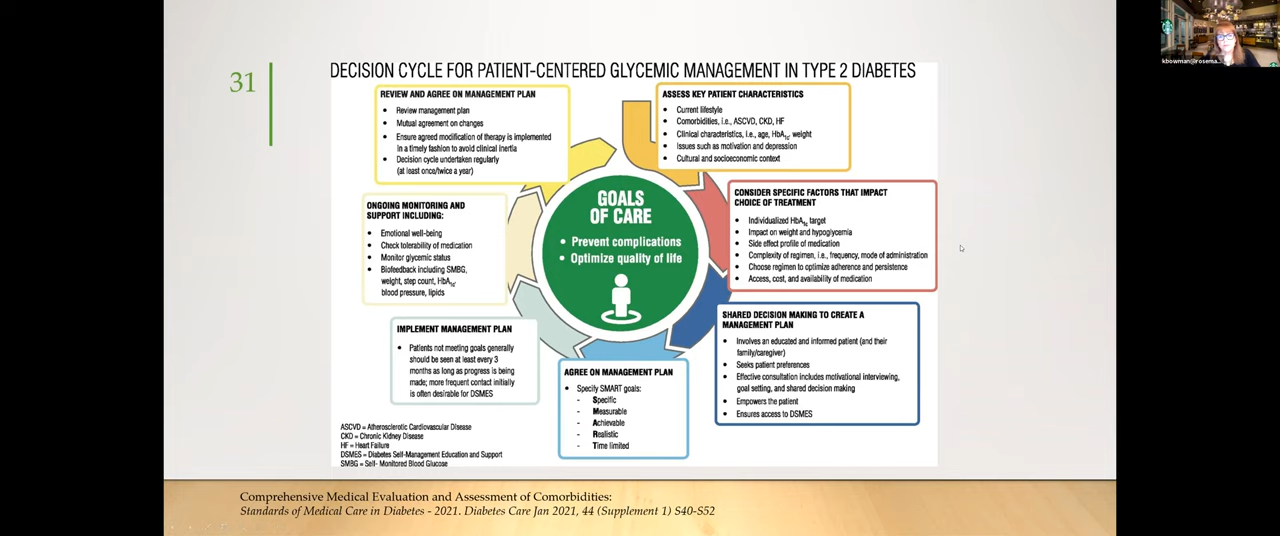 31
DECISION CYCLE FOR PATIENT-CENTERED GLYCEMIC MANAGEMENT IN TYPE 2 DIABETES
REVIEW AND AGREE ON MANAGEMENT PLAN
• Review management plan
• Mutual agreement on changes
• Ensure agreed modification of therapy is implemented
in a timely fashion to avoid clinical inertia
• Decision cycle undertaken regularly
(at least once/twice a year)
ASSESS KEY PATIENT CHARACTERISTICS
• Current lifestyle
• Comorbidities, i.e., ASCVD, CKD, HF
• Clinical characteristics, i.e., age, HbA1c, weight
• Issues such as motivation and depression
• Cultural and socioeconomic context
CONSIDER SPECIFIC FACTORS THAT IMPACT
CHOICE OF TREATMENT
• Individualized HbA1c target
• Impact on weight and hypoglycemia
• Side effect profile of medication
• Complexity of regimen, i.e., frequency, mode of administration
• Choose regimen to optimize adherence and persistence
• Access, cost, and availability of medication
SHARED DECISION MAKING TO CREATE A
MANAGEMENT PLAN
• Involves an educated and informed patient (and their
family/caregiver)
• Seeks patient preferences
• Effective consultation includes motivational interviewing,
goal setting, and shared decision making
• Empowers the patient
• Ensures access to DSMES
AGREE ON MANAGEMENT PLAN
• Specify SMART goals:
- Specific
- Measurable
- Achievable
- Realistic
- Time limited
IMPLEMENT MANAGEMENT PLAN
• Patients not meeting goals generally
should be seen at least every 3
months as long as progress is being
made; more frequent contact initially
is often desirable for DSMES
ONGOING MONITORING AND
SUPPORT INCLUDING:
• Emotional well-being
• Check tolerability of medication
• Monitor glycemic status
• Biofeedback including SMBG,
weight, step count, HbA1c,
blood pressure, lipids
GOALS
OF CARE
• Prevent complications
• Optimize quality of life
ASCVD = Atherosclerotic Cardiovascular Disease
CKD = Chronic Kidney Disease
HF = Heart Failure
DSMES = Diabetes Self-Management Education and Support
SMBG = Self- Monitored Blood Glucose
Comprehensive Medical Evaluation and Assessment of Comorbidities:
Standards of Medical Care in Diabetes - 2021. Diabetes Care Jan 2021, 44 (Supplement 1) S40-S52
kbowman@rosema...